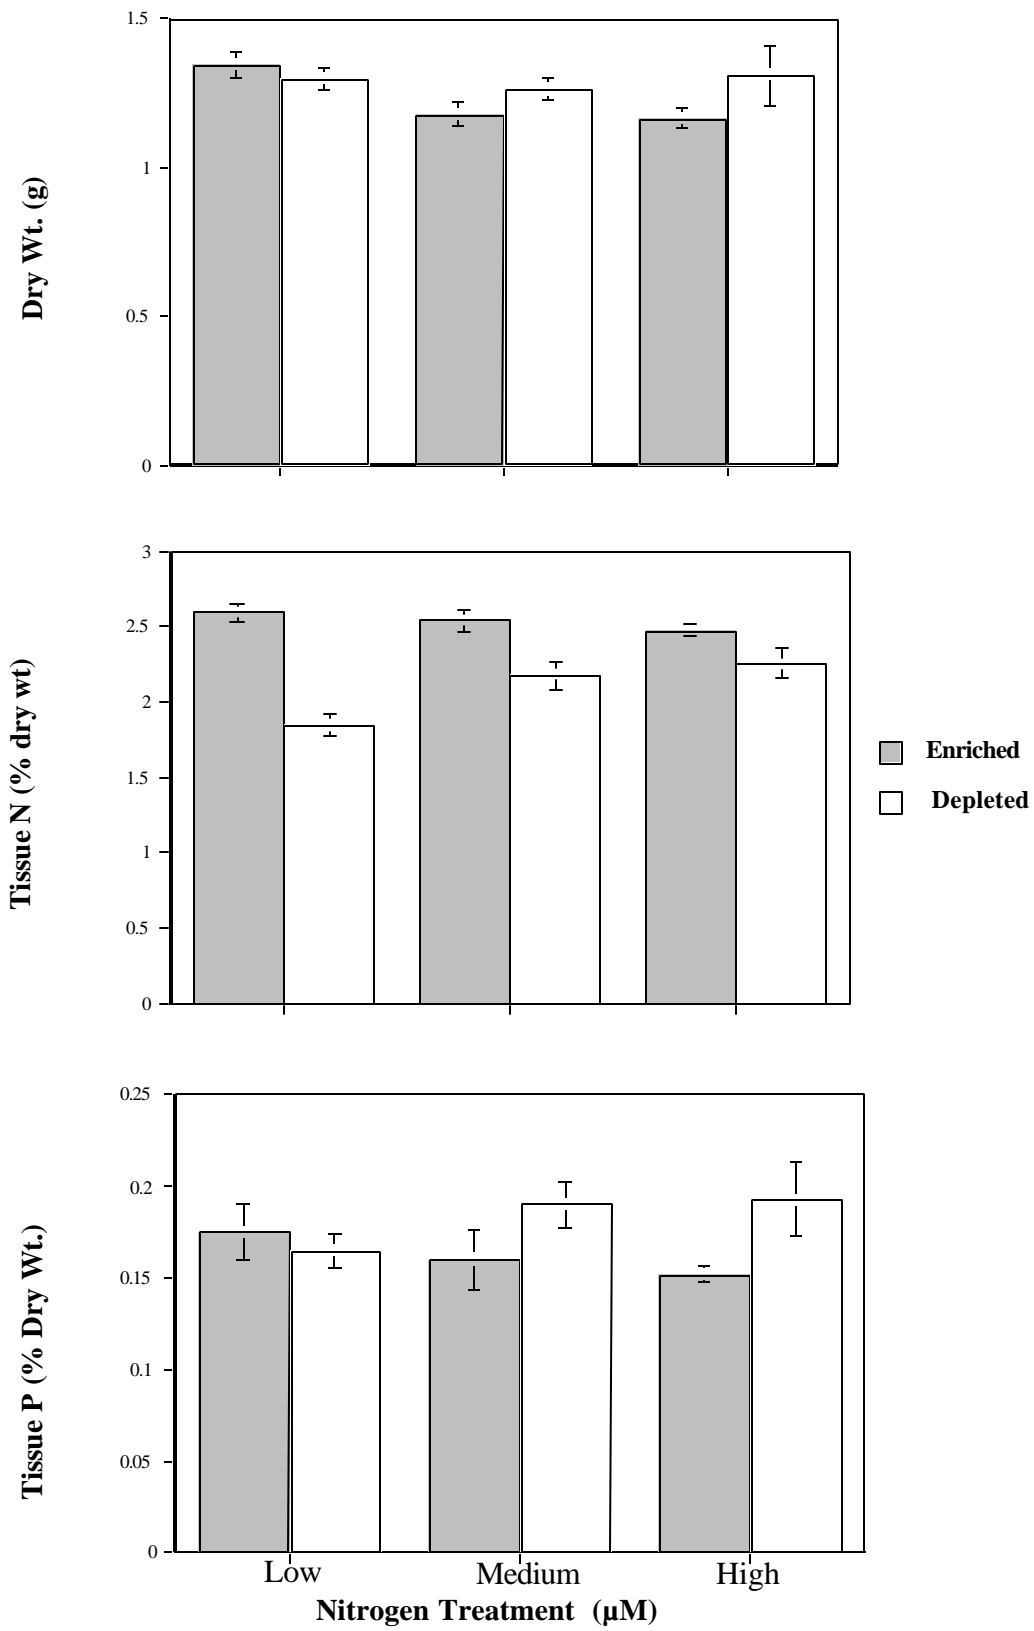 Dry Wt. (g)
1.5
1
0.5
0
Tissue N (% dry wt)
3
2.5
2
1.5
1
0.5
0
Enriched
Depleted
Tissue P (% Dry Wt.)
0.25
0.2
0.15
0.1
0.05
0
Low Medium High
Nitrogen Treatment (µM)